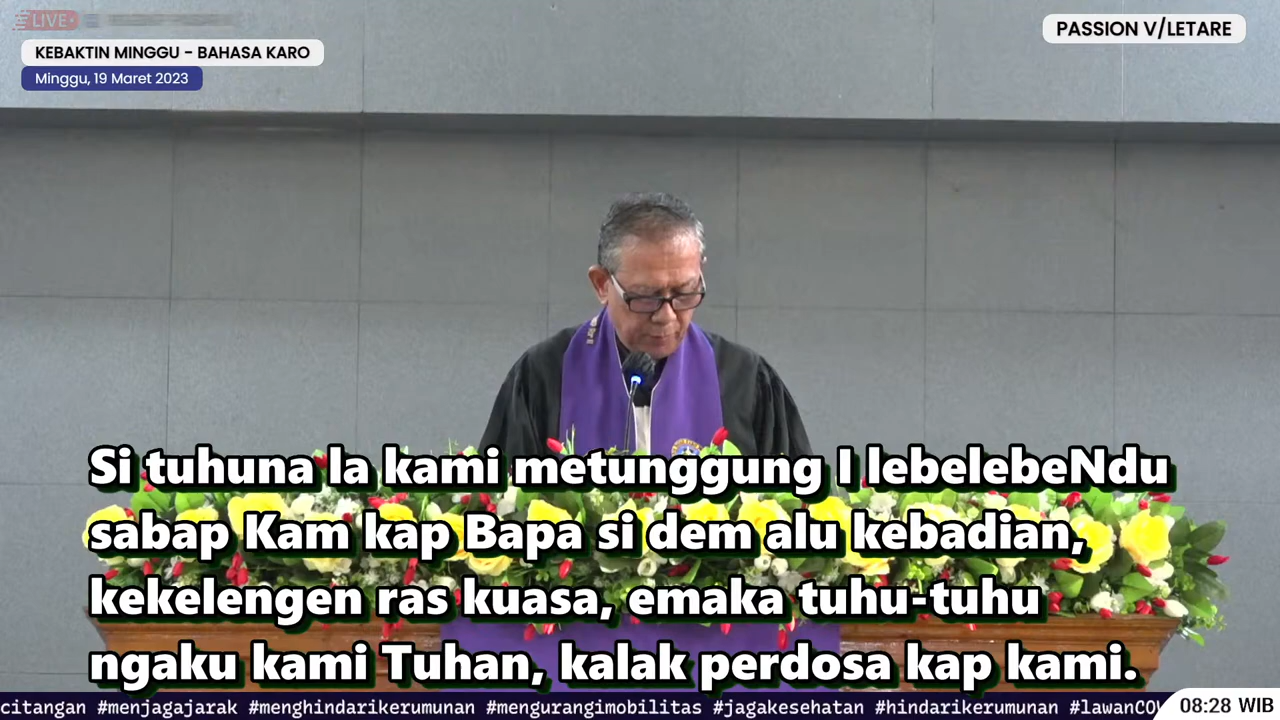 LIVE
KEBAKTIN MINGGU - BAHASA KARO
Minggu, 19 Maret 2023
PASSION V/LETARE
Si tuhuna la kami metunggung I lebelebeNdu
sabap Kam kap Bapa si dem alu kebadian,
kekelengen ras kuasa, emaka tuhu-tuhu
ngaku kami Tuhan, kalak perdosa kap kami.
citangan #menjagajarak #menghindarikerumunan #mengurangimobilitas #jagakesehatan #hindarikerumunan #lawanCO
08:28 WIB